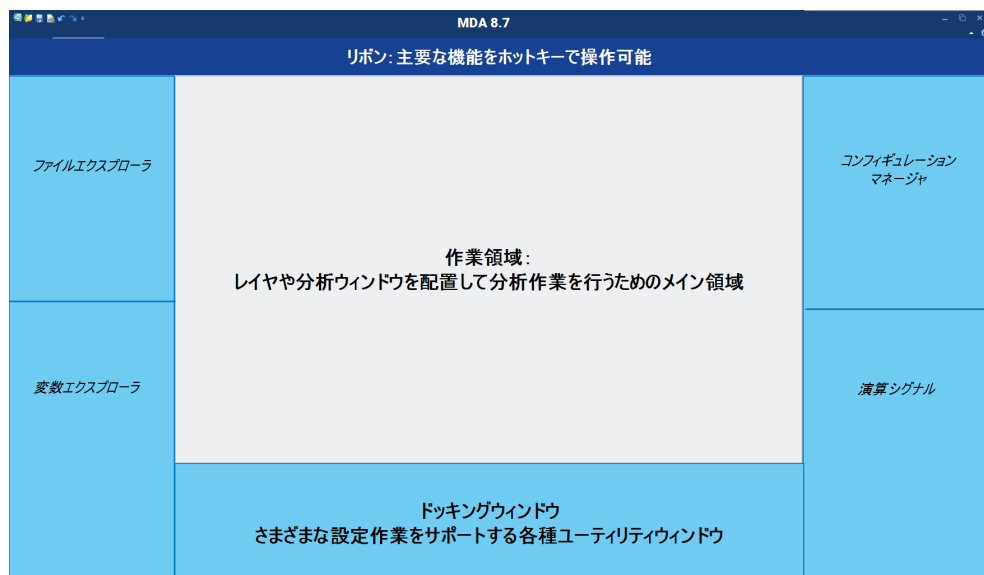 MDA 8.7
リボン: 主要な機能をホットキーで操作可能
ファイルエクスプローラ
コンフィギュレーション
マネージャ
作業領域:
レイヤや分析ウィンドウを配置して分析作業を行うためのメイン領域
変数エクスプローラ
演算シグナル
ドッキングウィンドウ
さまざまな設定作業をサポートする各種ユーティリティウィンドウ